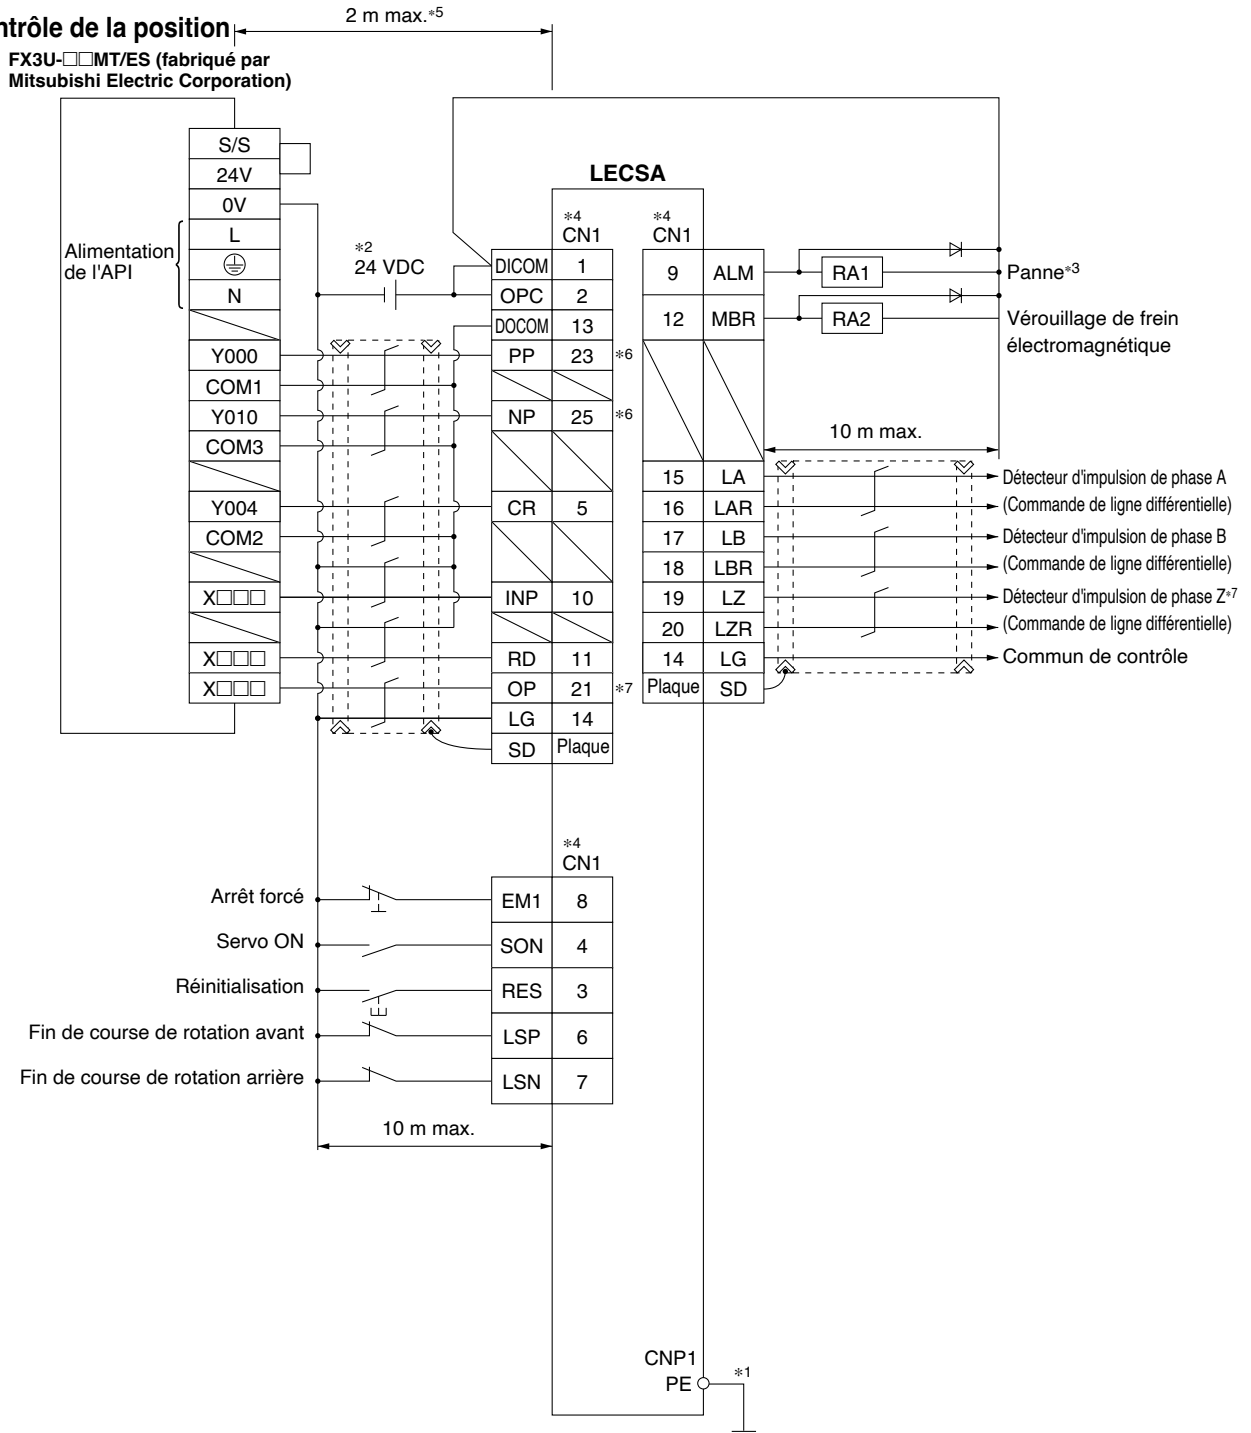 ntrôle de la position
2 m max.*5
FX3U-□□MT/ES (fabriqué par
Mitsubishi Electric Corporation)
S/S
24V
0V
L
N
Alimentation
de l'API
Y000
COM1
Y010
COM3
Y004
COM2
X□□□
X□□□
X□□□
*2
24 VDC
LECSA
*4
CN1
DICOM 1
OPC 2
DOCOM 13
PP 23 *6
NP 25 *6
CR 5
INP 10
RD 11
OP 21 *7
LG 14
SD Plaque
*4
CN1
9 ALM
12 MBR
15 LA
16 LAR
17 LB
18 LBR
19 LZ
20 LZR
14 LG
Plaque SD
RA1
Panne*3
RA2
Vérouillage de frein
électromagnétique
10 m max.
Détecteur d'impulsion de phase A
(Commande de ligne différentielle)
Détecteur d'impulsion de phase B
(Commande de ligne différentielle)
Détecteur d'impulsion de phase Z*7
(Commande de ligne différentielle)
Commun de contrôle
*4
CN1
Arrêt forcé EM1 8
Servo ON SON 4
Réinitialisation RES 3
Fin de course de rotation avant LSP 6
Fin de course de rotation arrière LSN 7
10 m max.
CNP1
PE
*1